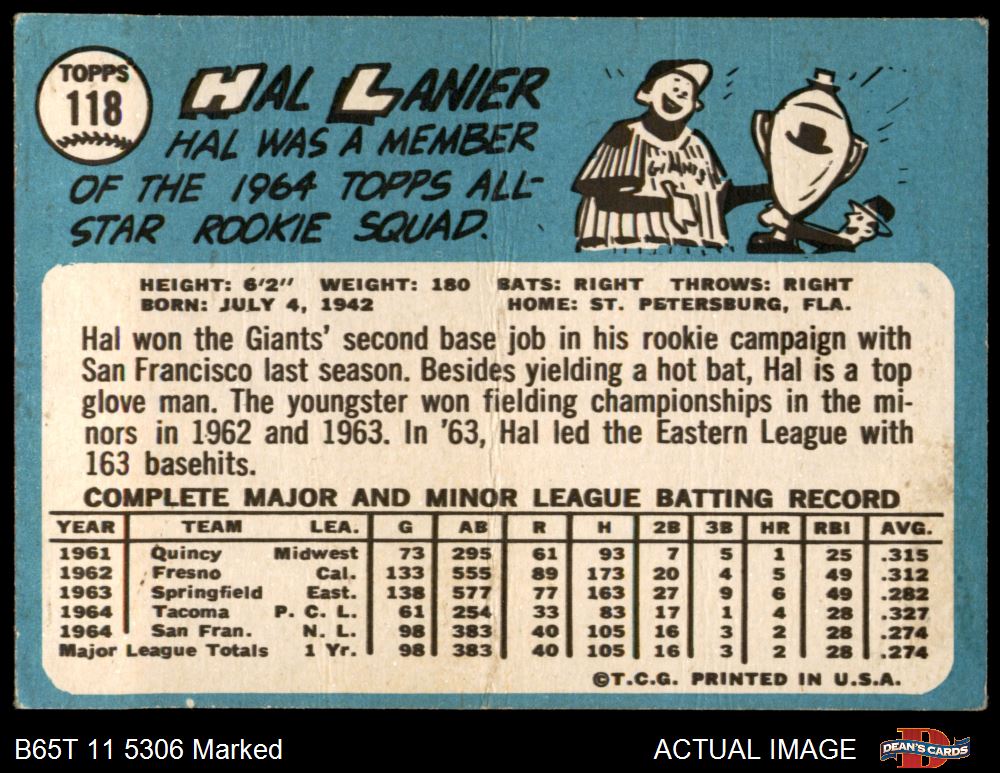 TOPPS
118
HAL LANIER
HAL WAS A MEMBER
OF THE 1964 TOPPS ALL-
STAR ROOKIE SQUAD.
GIANTS
HEIGHT: 6'2" WEIGHT: 180 BATS: RIGHT THROWS: RIGHT
BORN: JULY 4, 1942 HOME: ST. PETERSBURG, FLA.
Hal won the Giants' second base job in his rookie campaign with
San Francisco last season. Besides yielding a hot bat, Hal is a top
glove man. The youngster won fielding championships in the mi-
nors in 1962 and 1963. In '63, Hal led the Eastern League with
163 basehits.
COMPLETE MAJOR AND MINOR LEAGUE BATTING RECORD
YEAR TEAM LEA. G AB R H 2B 3B HR RBI AVG.
1961 Quincy Midwest 73 295 61 93 7 5 1 25 .315
1962 Fresno Cal. 133 555 89 173 20 4 5 49 .312
1963 Springfield East. 138 577 77 163 27 9 6 49 .282
1964 Tacoma P. C. L. 61 254 33 83 17 1 4 28 .327
1964 San Fran. N. L. 98 383 40 105 16 3 2 28 .274
Major League Totals 1 Yr. 98 383 40 105 16 3 2 28 .274
©T.C.G. PRINTED IN U.S.A.
B65T 11 5306 Marked ACTUAL IMAGE DEAN'S CARDS